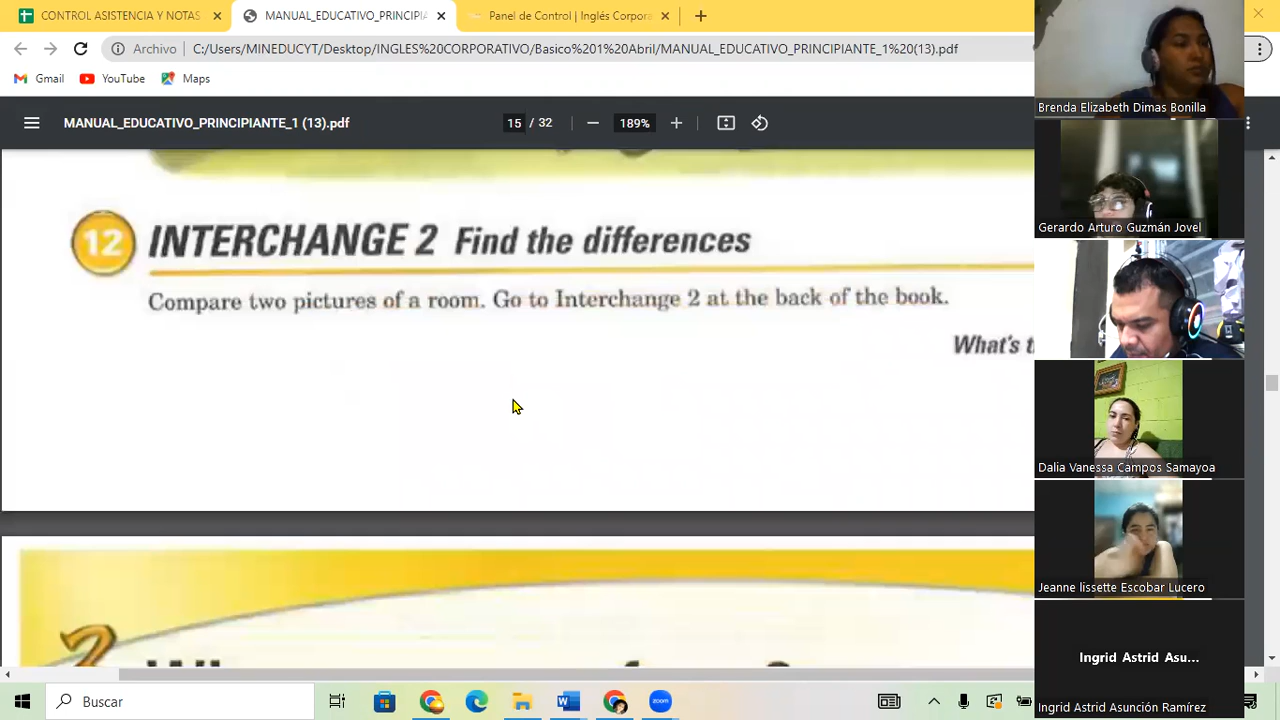 CONTROL ASISTENCIA Y NOTAS
MANUAL_EDUCATIVO_PRINCIPIA
Panel de Control | Inglés Corpora
Archivo
C:/Users/MINEDUCYT/Desktop/INGLES%20CORPORATIVO/Basico%201%20Abril/MANUAL_EDUCATIVO_PRINCIPIANTE_1%20(13).pdf
Gmail
YouTube
Maps
MANUAL_EDUCATIVO_PRINCIPIANTE_1 (13).pdf
15 / 32
189%
12 INTERCHANGE 2 Find the differences
Compare two pictures of a room. Go to Interchange 2 at the back of the book.
What's t
Brenda Elizabeth Dimas Bonilla
Gerardo Arturo Guzmán Jovel
Dalia Vanessa Campos Samayoa
Jeanne lissette Escobar Lucero
Ingrid Astrid Asu...
Ingrid Astrid Asunción Ramírez
Buscar
zoom